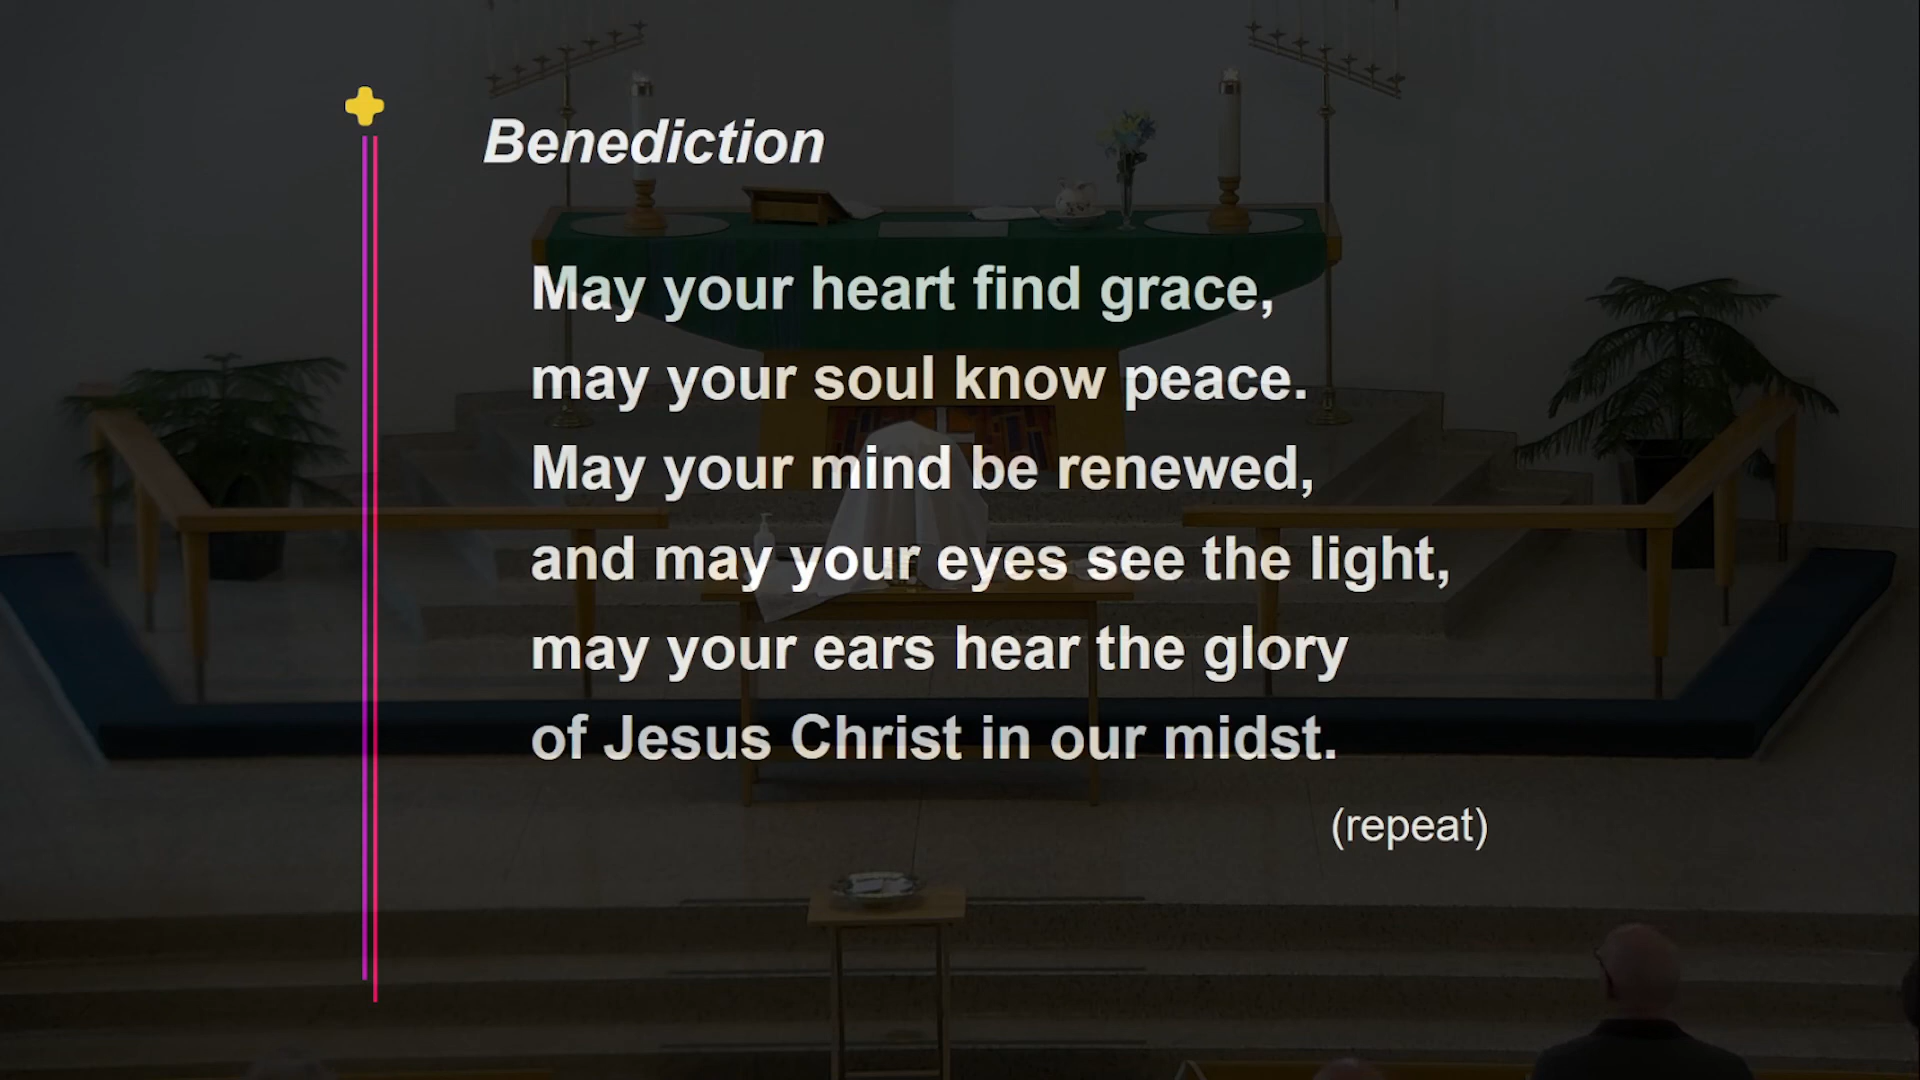 Benediction
May your heart find grace,
may your soul know peace.
May your mind be renewed,
and may your eyes see the light,
may your ears hear the glory
of Jesus Christ in our midst.
(repeat)